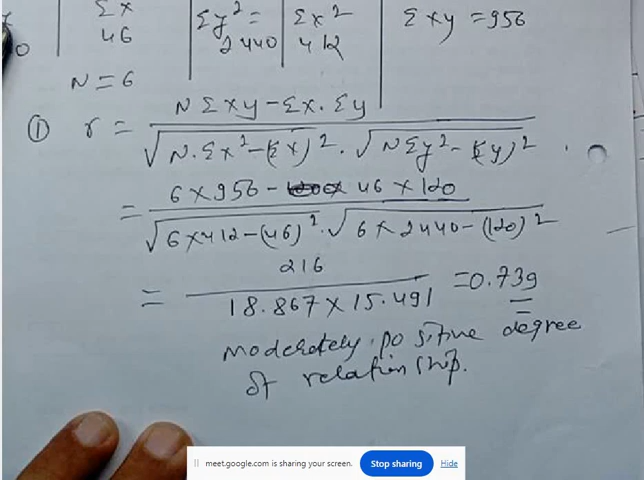 Σx Σy² = Σx² Σxy = 956
46 2440 412
N = 6
① r = NΣxy - Σx. Σy
√N.Σx² - (Σx)² . √NΣy² - (Σy)²
= 6 × 956 - 46 × 120
√6 × 412 - (46)² . √6 × 2440 - (120)²
= 216
18.867 × 15.491 = 0.739
moderately positive degree
of relationship.
meet.google.com is sharing your screen. Stop sharing Hide